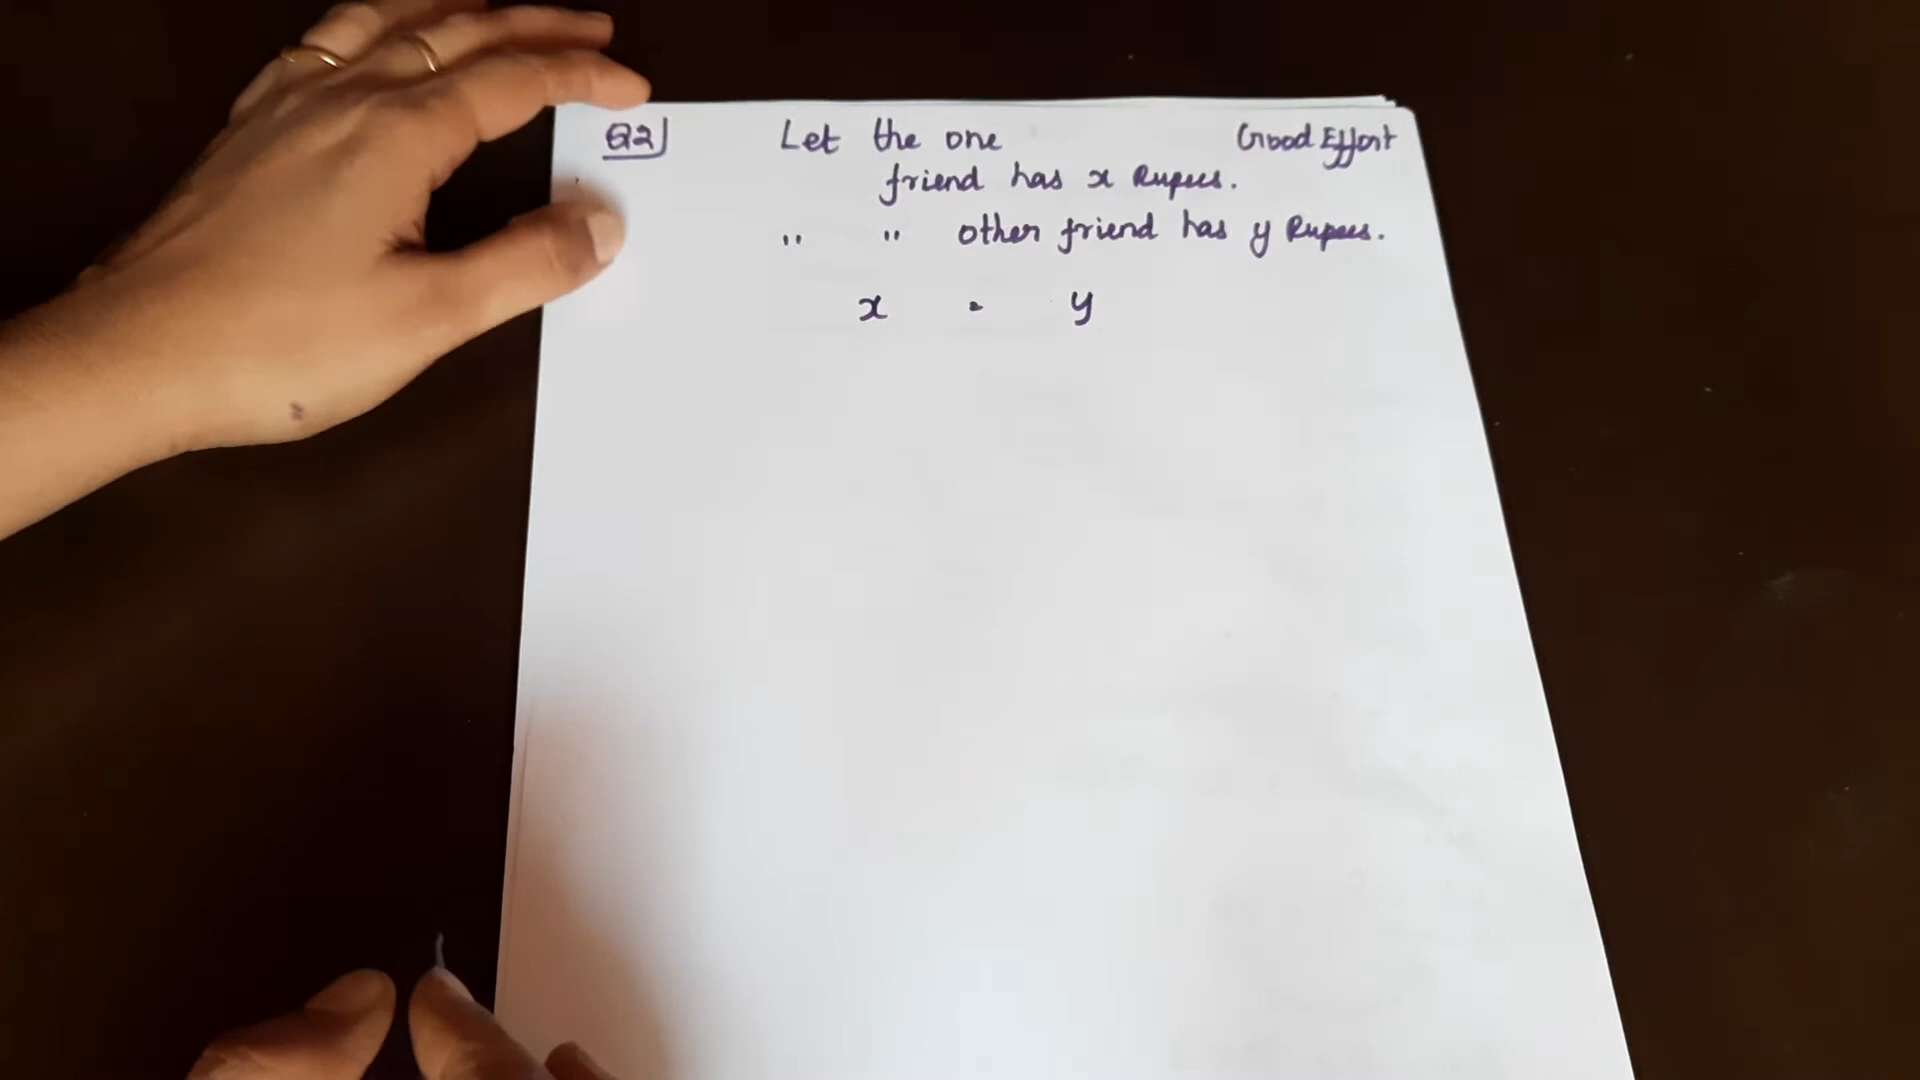 Q2 Let the one Good Effort
friend has x Rupees.
" " other friend has y Rupees.
x = y